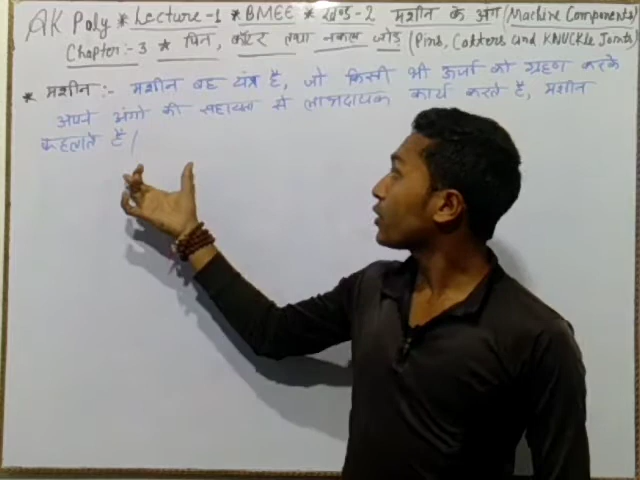 AK Poly * Lecture-1 * BMEE * खण्ड-2 मशीन के अंग (Machine Components)
Chapter:-3 * पिन, कॉटर तथा नकल जोड़ (Pins, Cotters and KNUCKle Joints)
* मशीन:- मशीन वह यंत्र है, जो किसी भी ऊर्जा को ग्रहण करके
अपने अंगो की सहायता से लाभदायक कार्य करते है, मशीन
कहलाते है।